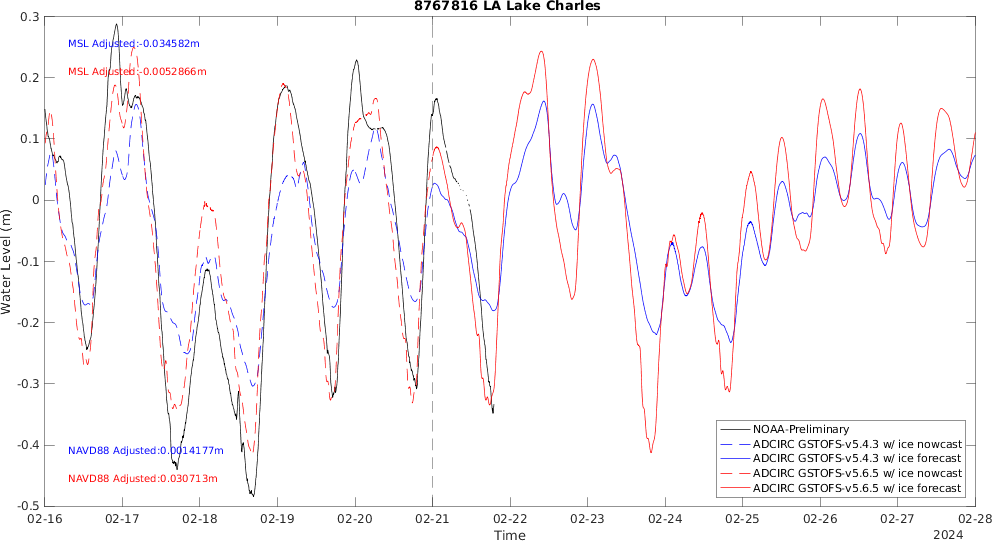 8767816 LA Lake Charles
MSL Adjusted:-0.034582m
MSL Adjusted:-0.0052866m
NAVD88 Adjusted:0.0014177m
NAVD88 Adjusted:0.030713m
Water Level (m)
0.3
0.2
0.1
0
-0.1
-0.2
-0.3
-0.4
-0.5
NOAA-Preliminary
ADCIRC GSTOFS-v5.4.3 w/ ice nowcast
ADCIRC GSTOFS-v5.4.3 w/ ice forecast
ADCIRC GSTOFS-v5.6.5 w/ ice nowcast
ADCIRC GSTOFS-v5.6.5 w/ ice forecast
02-16 02-17 02-18 02-19 02-20 02-21 02-22 02-23 02-24 02-25 02-26 02-27 02-28
Time
2024